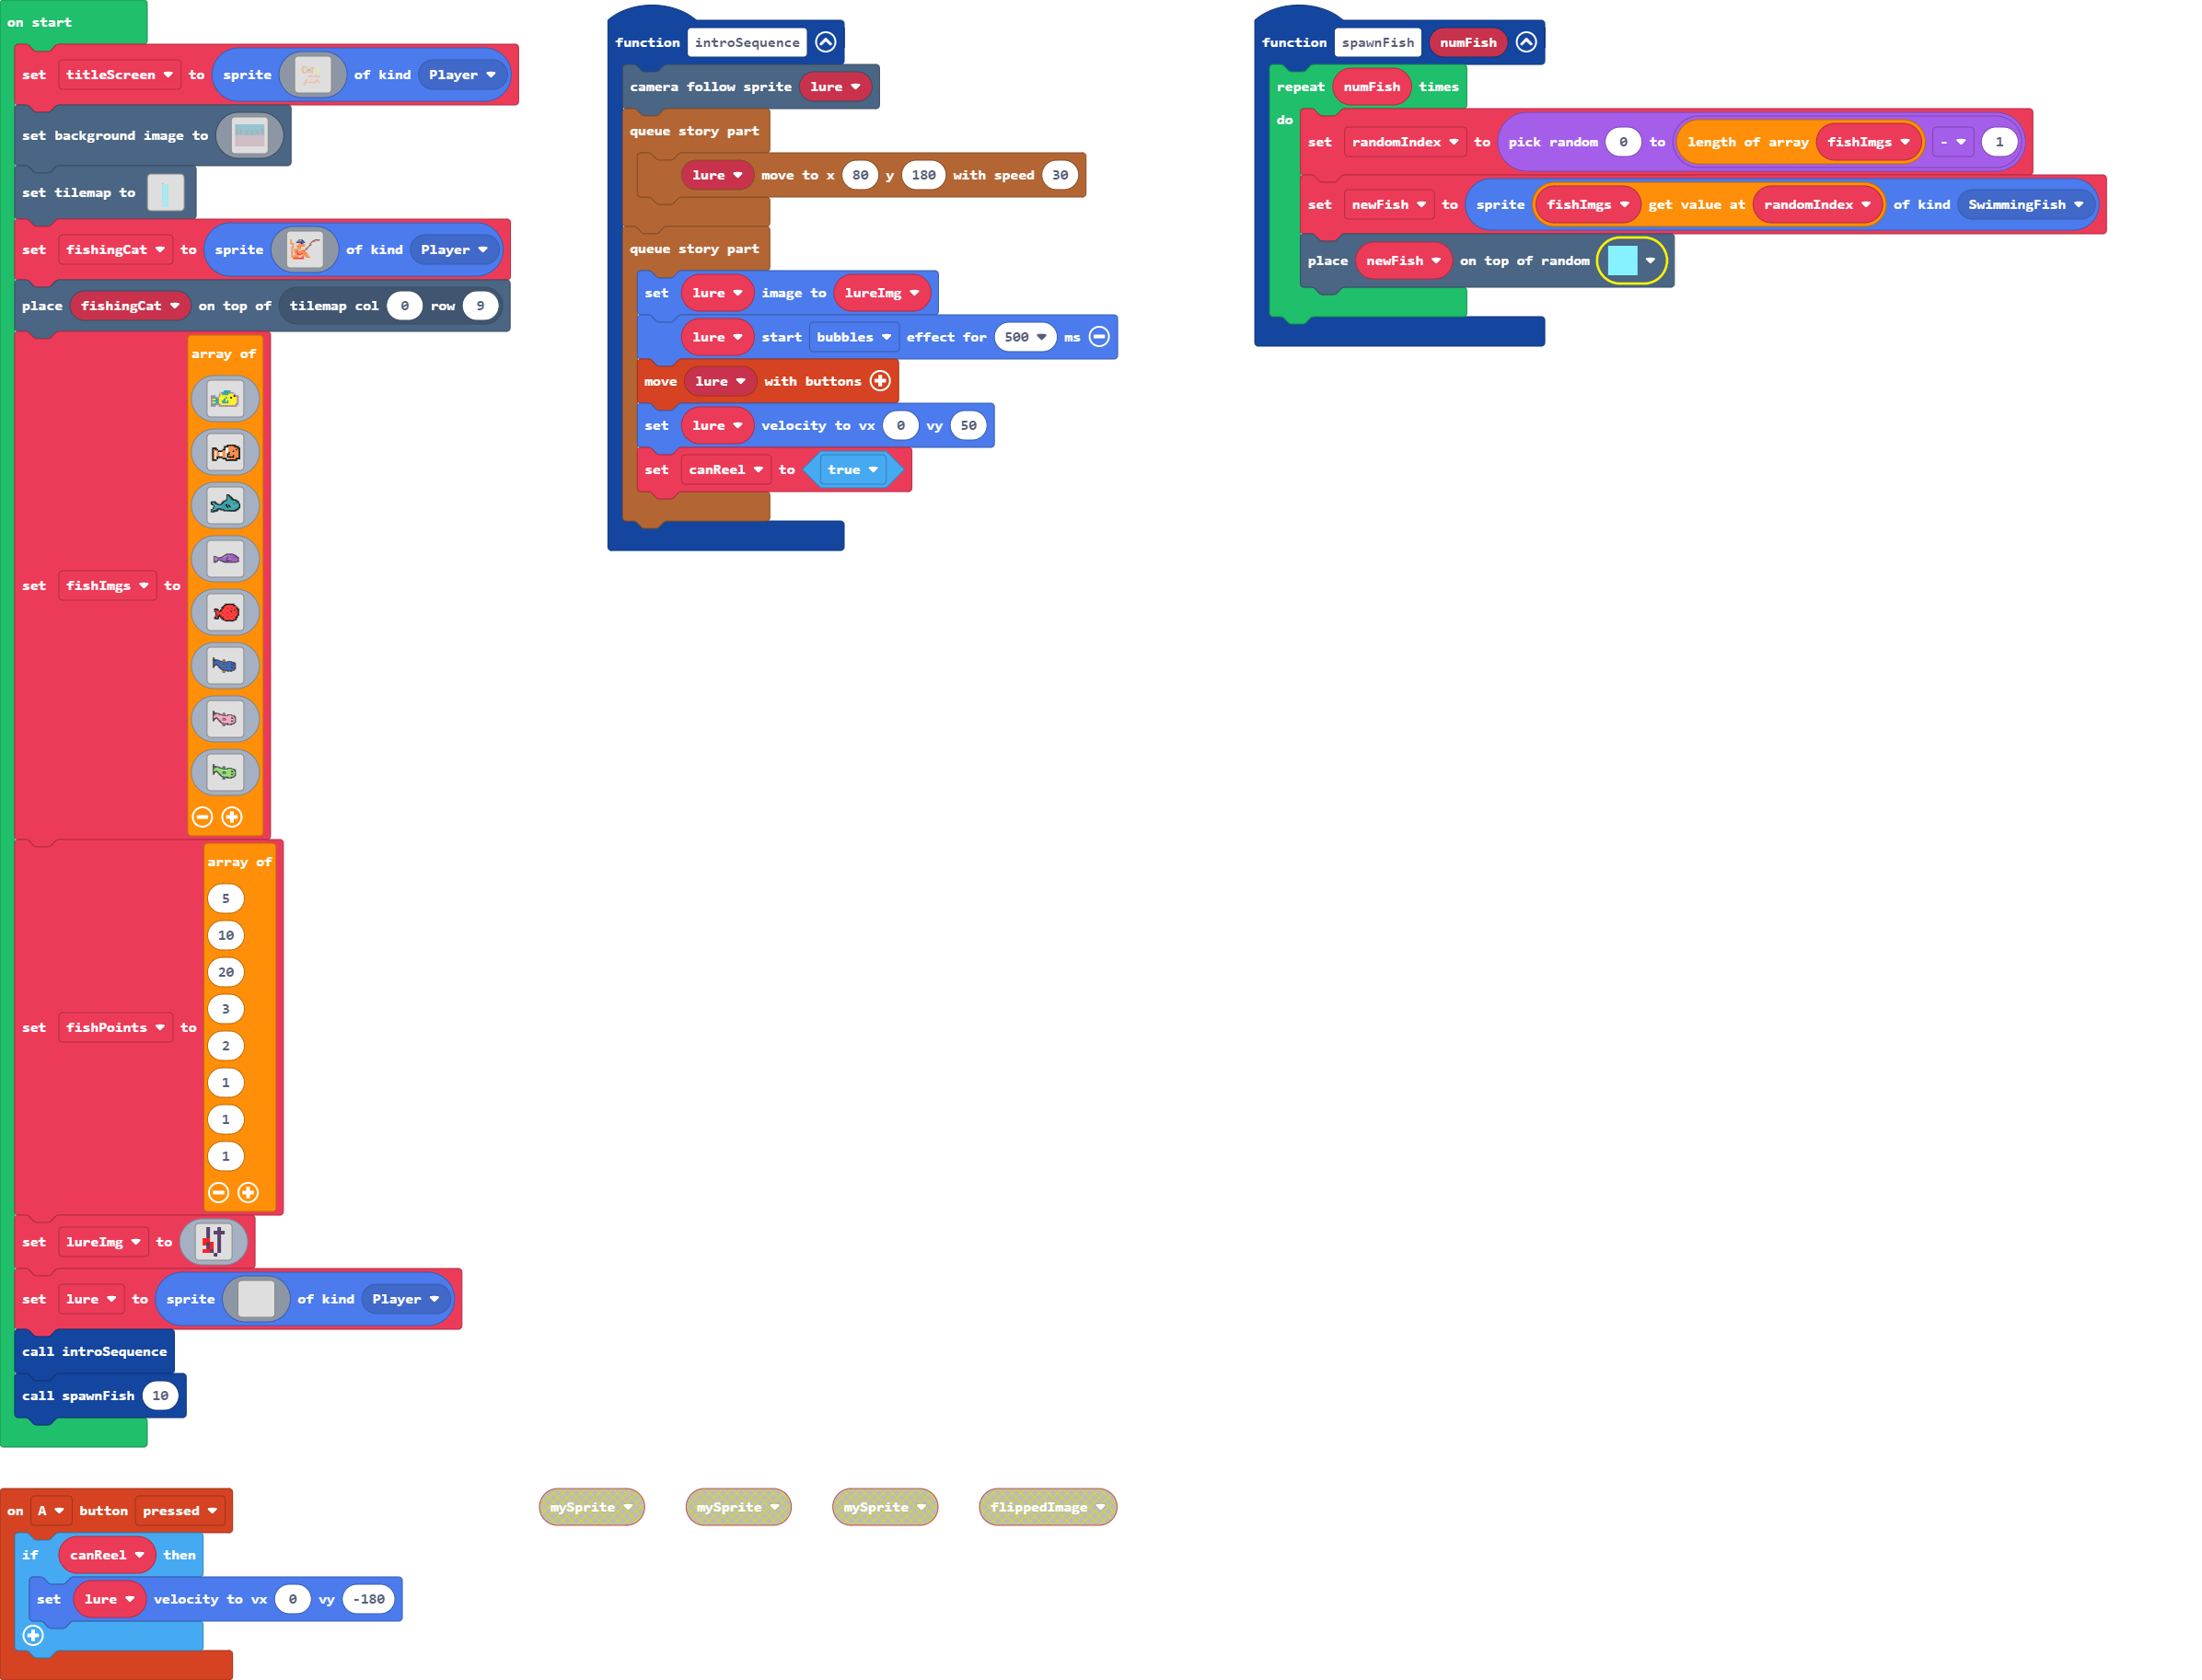 on start
set titleScreen to sprite of kind Player
set background image to
set tilemap to
set fishingCat to sprite of kind Player
place fishingCat on top of tilemap col 0 row 9
set fishImgs to array of
set fishPoints to array of
5
10
20
3
2
1
1
1
set lureImg to
set lure to sprite of kind Player
call introSequence
call spawnFish 10
function introSequence
camera follow sprite lure
queue story part
lure move to x 80 y 180 with speed 30
queue story part
set lure image to lureImg
lure start bubbles effect for 500 ms
move lure with buttons
set lure velocity to vx 0 vy 50
set canReel to true
function spawnFish numFish
repeat numFish times
do
set randomIndex to pick random 0 to length of array fishImgs - 1
set newFish to sprite fishImgs get value at randomIndex of kind SwimmingFish
place newFish on top of random
on A button pressed
if canReel then
set lure velocity to vx 0 vy -180
mySprite
mySprite
mySprite
flippedImage